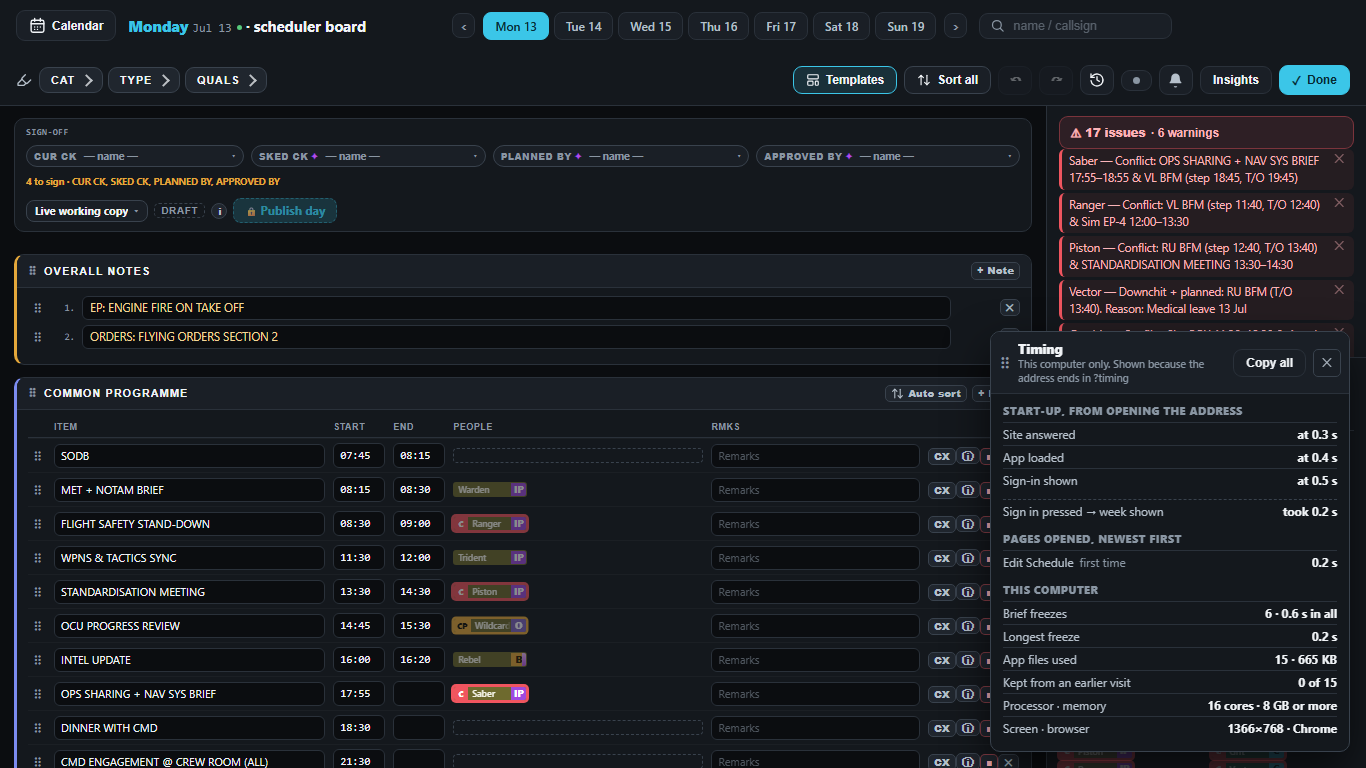 Calendar
Monday Jul 13 • · scheduler board
‹ Mon 13 Tue 14 Wed 15 Thu 16 Fri 17 Sat 18 Sun 19 ›
name / callsign
CAT TYPE QUALS
Templates Sort all Insights ✓ Done
SIGN-OFF
CUR CK — name — SKED CK ✦ — name — PLANNED BY ✦ — name — APPROVED BY ✦ — name —
4 to sign · CUR CK, SKED CK, PLANNED BY, APPROVED BY
Live working copy DRAFT i Publish day
OVERALL NOTES + Note
1. EP: ENGINE FIRE ON TAKE OFF ✕
2. ORDERS: FLYING ORDERS SECTION 2
COMMON PROGRAMME Auto sort +
ITEM START END PEOPLE RMKS
SODB 07:45 08:15 Remarks CX
MET + NOTAM BRIEF 08:15 08:30 Warden IP Remarks CX
FLIGHT SAFETY STAND-DOWN 08:30 09:00 C Ranger IP Remarks CX
WPNS & TACTICS SYNC 11:30 12:00 Trident IP Remarks CX
STANDARDISATION MEETING 13:30 14:30 C Piston IP Remarks CX
OCU PROGRESS REVIEW 14:45 15:30 CP Wildcar O Remarks CX
INTEL UPDATE 16:00 16:20 Rebel B Remarks CX
OPS SHARING + NAV SYS BRIEF 17:55 C Saber IP Remarks CX
DINNER WITH CMD 18:30 Remarks CX
CMD ENGAGEMENT @ CREW ROOM (ALL) 21:30 Remarks CX ✕
⚠ 17 issues · 6 warnings
Saber — Conflict: OPS SHARING + NAV SYS BRIEF
17:55–18:55 & VL BFM (step 18:45, T/O 19:45)
Ranger — Conflict: VL BFM (step 11:40, T/O 12:40)
& Sim EP-4 12:00–13:30
Piston — Conflict: RU BFM (step 12:40, T/O 13:40)
& STANDARDISATION MEETING 13:30–14:30
Vector — Downchit + planned: RU BFM (T/O
13:40). Reason: Medical leave 13 Jul
Timing
This computer only. Shown because the
address ends in ?timing
Copy all ✕
START-UP, FROM OPENING THE ADDRESS
Site answered at 0.3 s
App loaded at 0.4 s
Sign-in shown at 0.5 s
Sign in pressed → week shown took 0.2 s
PAGES OPENED, NEWEST FIRST
Edit Schedule first time 0.2 s
THIS COMPUTER
Brief freezes 6 · 0.6 s in all
Longest freeze 0.2 s
App files used 15 · 665 KB
Kept from an earlier visit 0 of 15
Processor · memory 16 cores · 8 GB or more
Screen · browser 1366×768 · Chrome